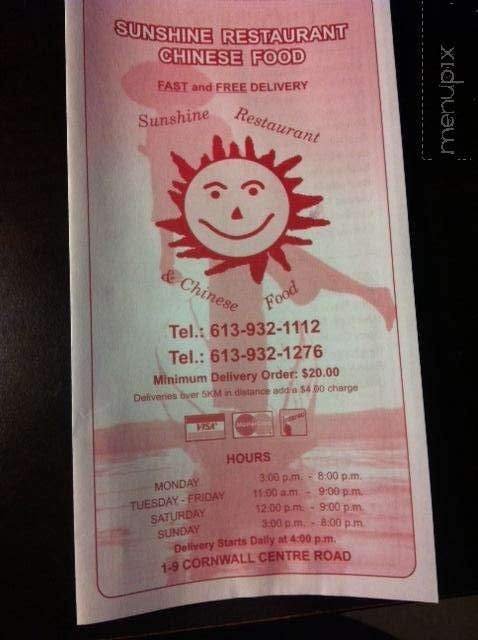 SUNSHINE RESTAURANT
CHINESE FOOD
FAST and FREE DELIVERY
Sunshine Restaurant
& Chinese Food
Tel.: 613-932-1112
Tel.: 613-932-1276
Minimum Delivery Order: $20.00
Deliveries over 5KM in distance add a $4.00 charge
VISA MasterCard
HOURS
MONDAY 3:00 p.m. - 8:00 p.m.
TUESDAY - FRIDAY 11:00 a.m - 9:00 p.m.
SATURDAY 12:00 p.m. - 9:00 p.m.
SUNDAY 3:00 p.m. - 8:00 p.m.
Delivery Starts Daily at 4:00 p.m.
1-9 CORNWALL CENTRE ROAD
menupix